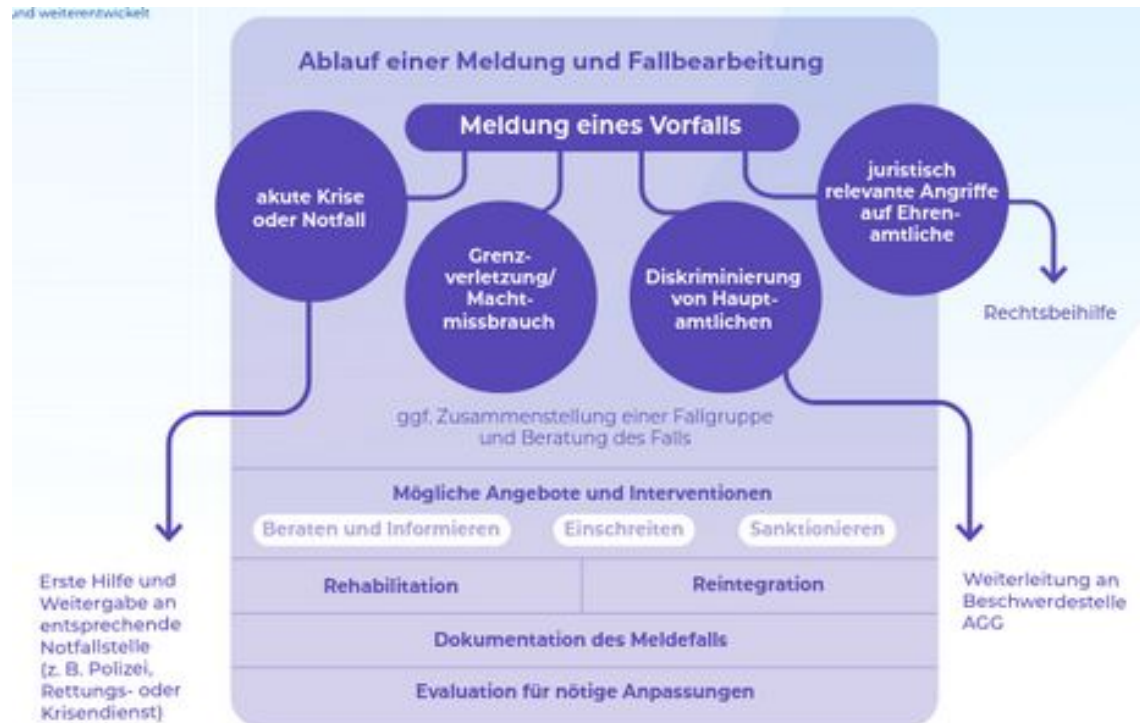 und weiterentwickelt
Ablauf einer Meldung und Fallbearbeitung
Meldung eines Vorfalls
akute Krise
oder Notfall
Grenz-
verletzung/
Macht-
missbrauch
Diskriminierung
von Haupt-
amtlichen
juristisch
relevante Angriffe
auf Ehren-
amtliche
Rechtsbeihilfe
ggf. Zusammenstellung einer Fallgruppe
und Beratung des Falls
Mögliche Angebote und Interventionen
Beraten und Informieren
Einschreiten
Sanktionieren
Rehabilitation
Reintegration
Dokumentation des Meldefalls
Evaluation für nötige Anpassungen
Erste Hilfe und
Weitergabe an
entsprechende
Notfallstelle
(z. B. Polizei,
Rettungs- oder
Krisendienst)
Weiterleitung an
Beschwerdestelle
AGG